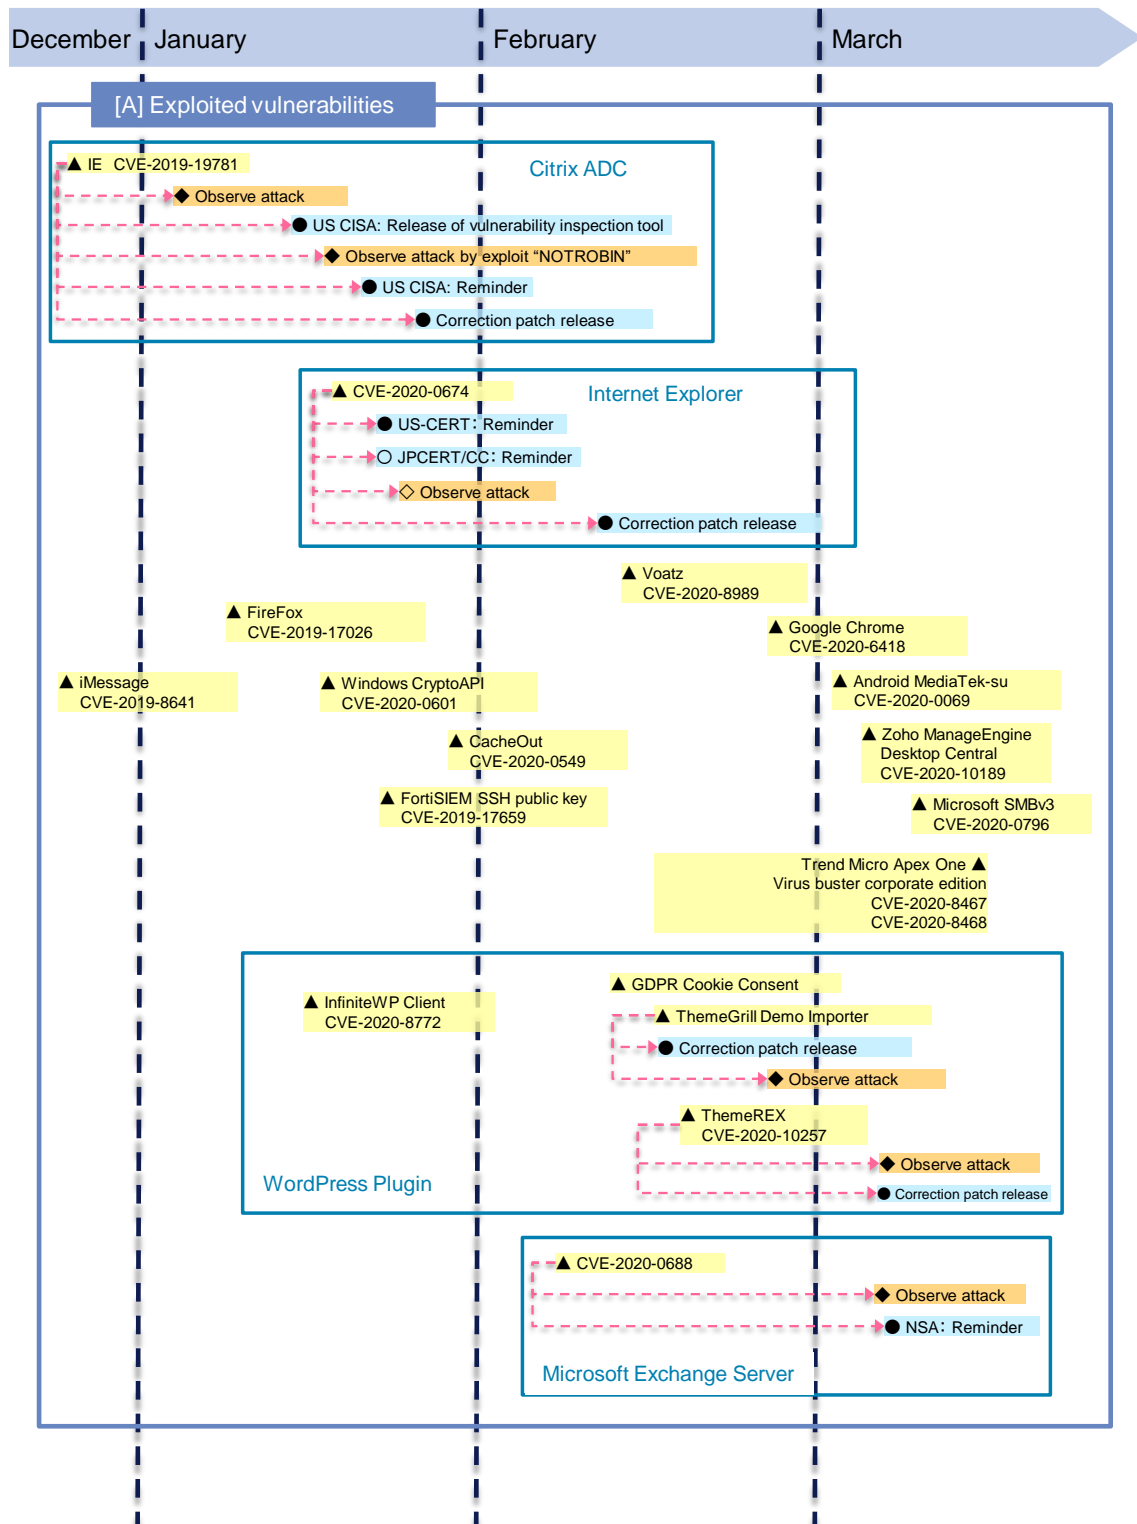 December
January
February
March
[A] Exploited vulnerabilities
Citrix ADC
▲ IE CVE-2019-19781
◆ Observe attack
● US CISA: Release of vulnerability inspection tool
◆ Observe attack by exploit “NOTROBIN”
● US CISA: Reminder
● Correction patch release
Internet Explorer
▲ CVE-2020-0674
● US-CERT: Reminder
○ JPCERT/CC: Reminder
◇ Observe attack
● Correction patch release
▲ Voatz
CVE-2020-8989
▲ FireFox
CVE-2019-17026
▲ Google Chrome
CVE-2020-6418
▲ iMessage
CVE-2019-8641
▲ Windows CryptoAPI
CVE-2020-0601
▲ Android MediaTek-su
CVE-2020-0069
▲ CacheOut
CVE-2020-0549
▲ Zoho ManageEngine
Desktop Central
CVE-2020-10189
▲ FortiSIEM SSH public key
CVE-2019-17659
▲ Microsoft SMBv3
CVE-2020-0796
Trend Micro Apex One ▲
Virus buster corporate edition
CVE-2020-8467
CVE-2020-8468
▲ InfiniteWP Client
CVE-2020-8772
▲ GDPR Cookie Consent
▲ ThemeGrill Demo Importer
● Correction patch release
◆ Observe attack
▲ ThemeREX
CVE-2020-10257
◆ Observe attack
● Correction patch release
WordPress Plugin
▲ CVE-2020-0688
◆ Observe attack
● NSA: Reminder
Microsoft Exchange Server